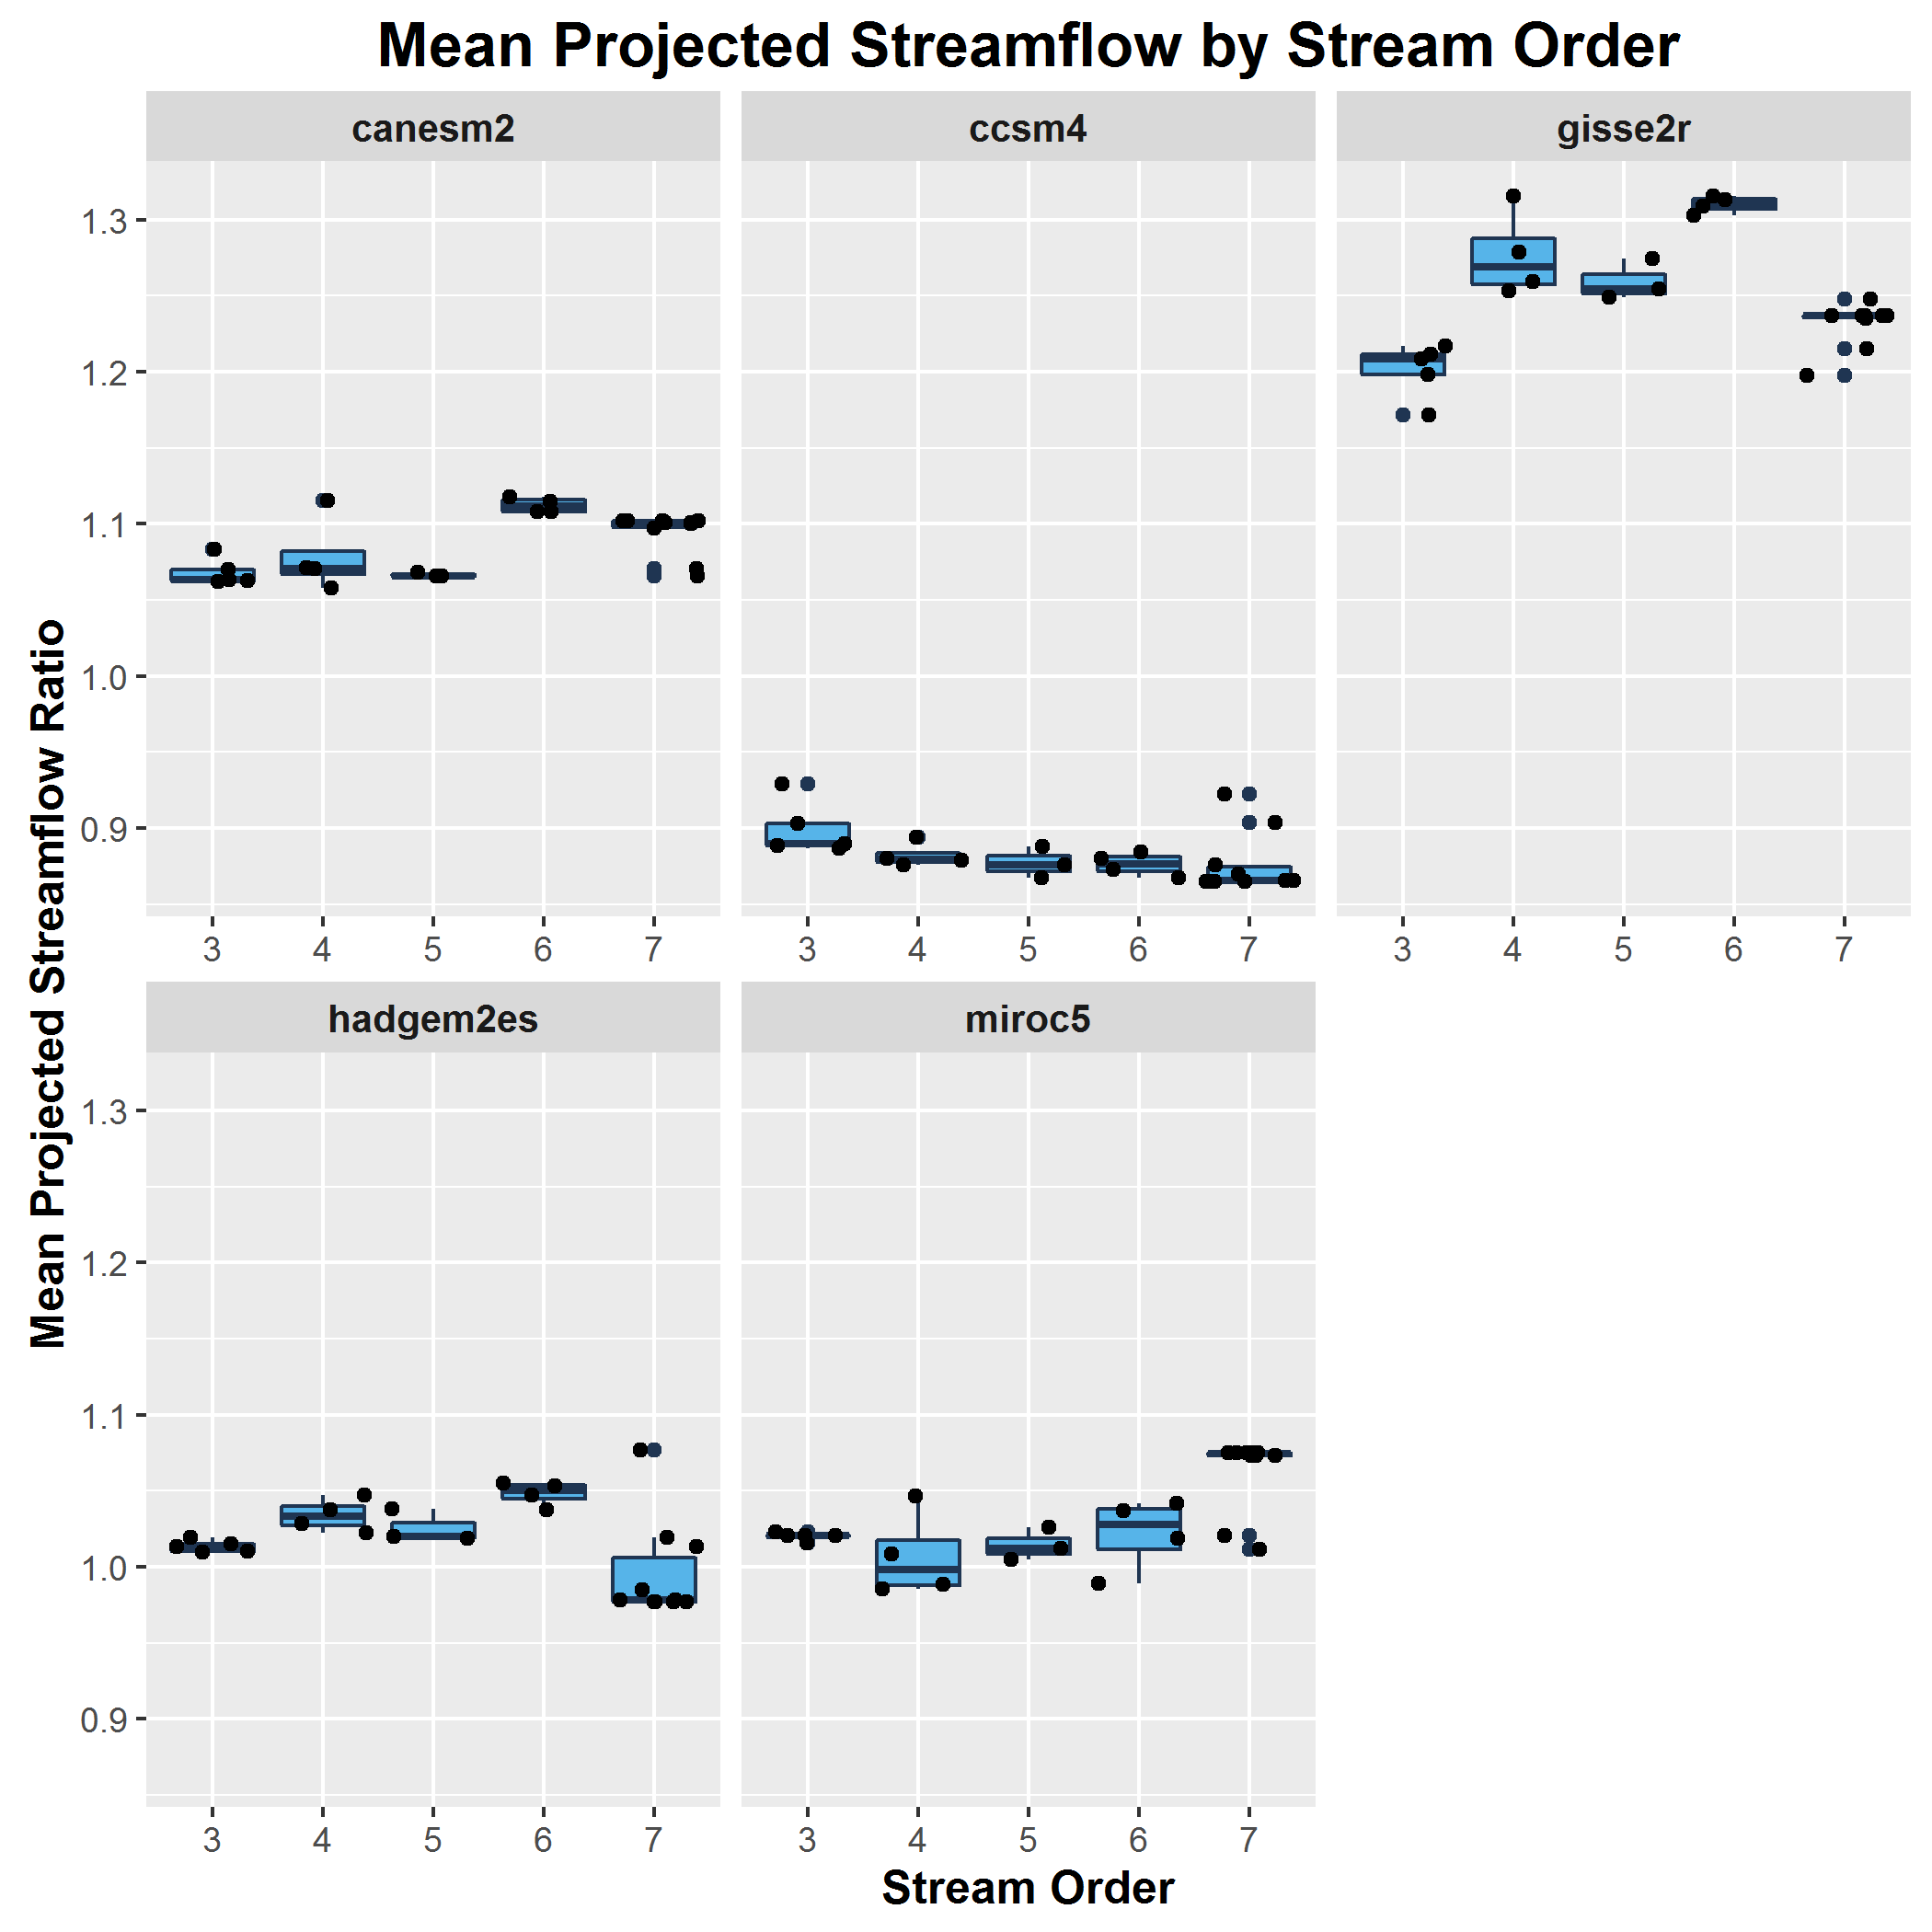 Mean Projected Streamflow by Stream Order
canesm2
ccsm4
gisse2r
1.3
1.2
1.1
1.0
0.9
3 4 5 6 7
3 4 5 6 7
3 4 5 6 7
Mean Projected Streamflow Ratio
hadgem2es
miroc5
1.3
1.2
1.1
1.0
0.9
3 4 5 6 7
3 4 5 6 7
Stream Order